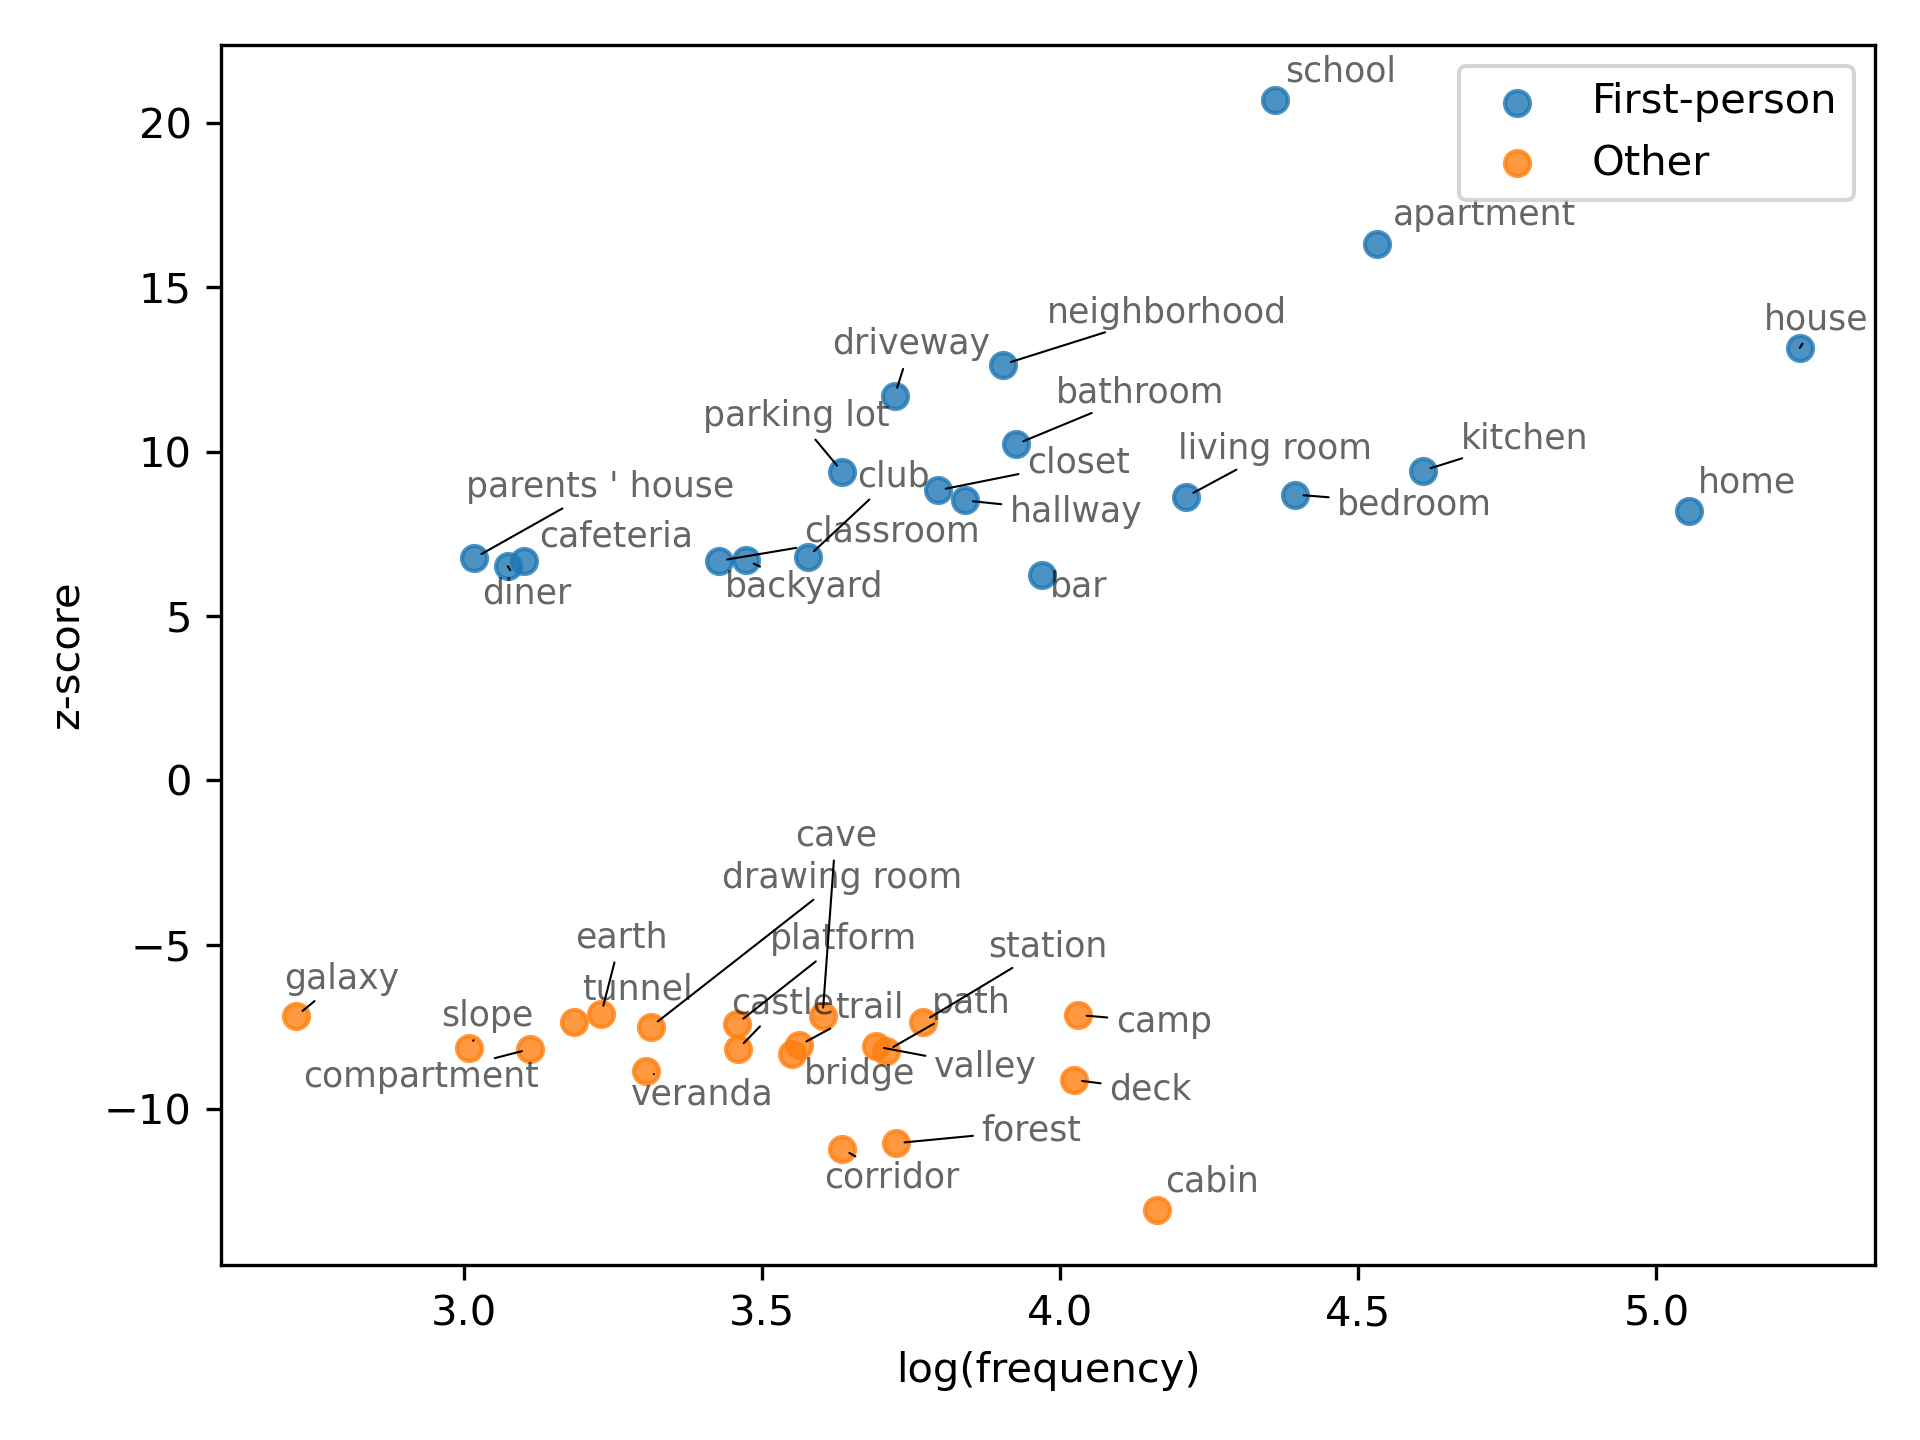 school
First-person
Other
apartment
neighborhood
house
driveway
bathroom
parking lot
living room
kitchen
closet
club
home
parents ' house
hallway
bedroom
cafeteria
classroom
diner
backyard
bar
cave
drawing room
earth
platform
station
galaxy
tunnel
castle
trail
path
slope
camp
compartment
bridge
valley
veranda
deck
forest
corridor
cabin
20
15
10
5
0
−5
−10
z-score
3.0
3.5
4.0
4.5
5.0
log(frequency)